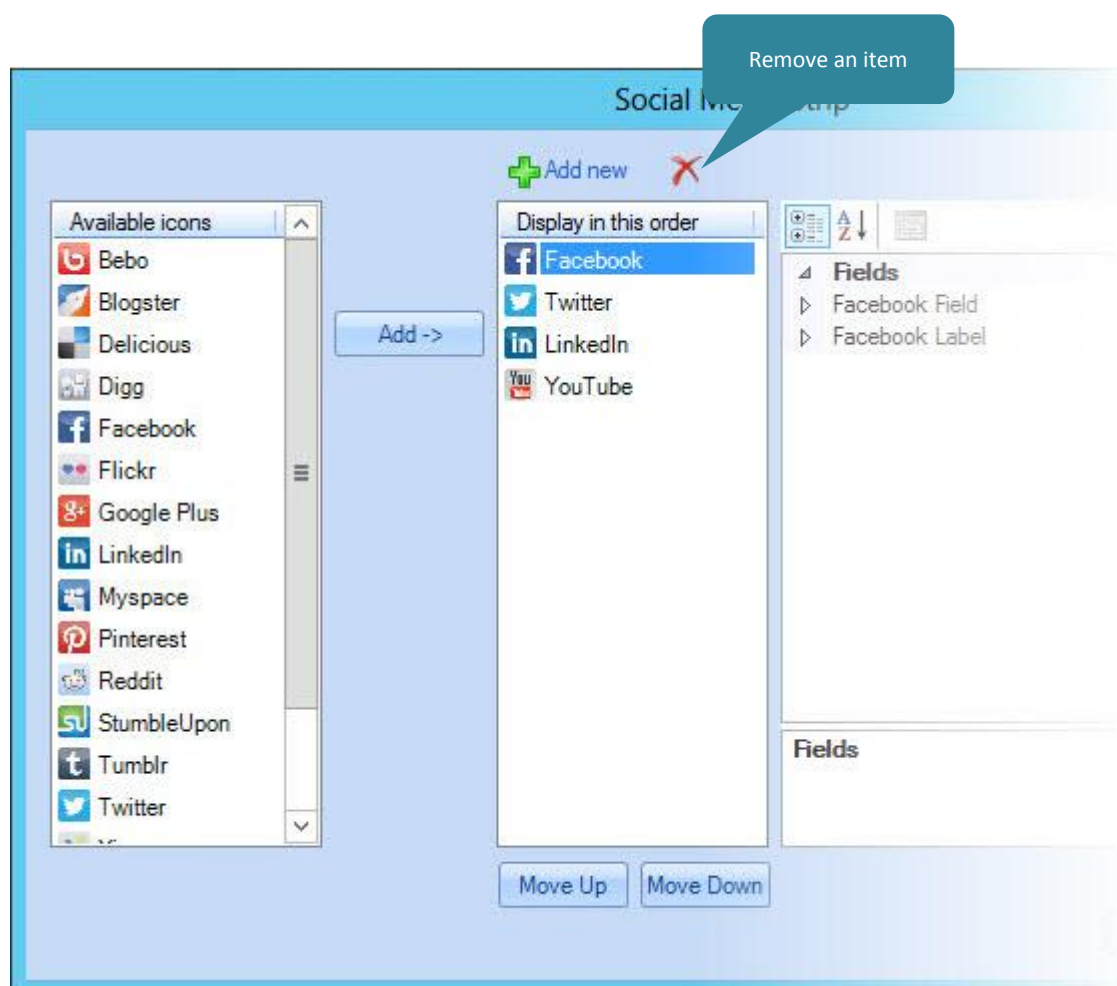 Remove an item
Social Me trip
Add new
Available icons
Bebo
Blogster
Delicious
Digg
Facebook
Flickr
Google Plus
LinkedIn
Myspace
Pinterest
Reddit
StumbleUpon
Tumblr
Twitter
Add ->
Display in this order
Facebook
Twitter
LinkedIn
YouTube
Fields
Facebook Field
Facebook Label
Fields
Move Up
Move Down